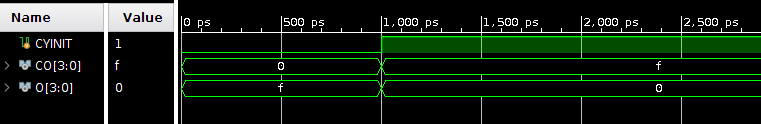 Name Value 0 ps 500 ps 1,000 ps 1,500 ps 2,000 ps 2,500 ps
CYINIT 1
CO[3:0] f 0 f
O[3:0] 0 f 0